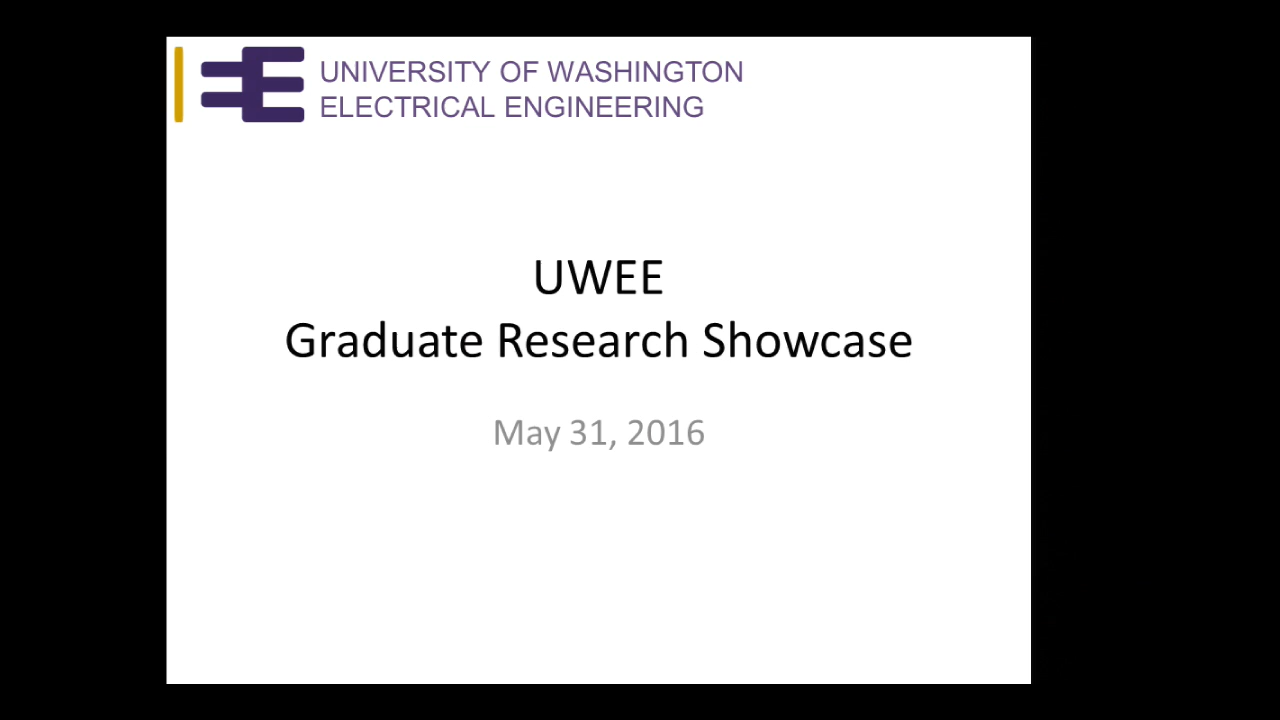 UNIVERSITY OF WASHINGTON
ELECTRICAL ENGINEERING
UWEE
Graduate Research Showcase
May 31, 2016